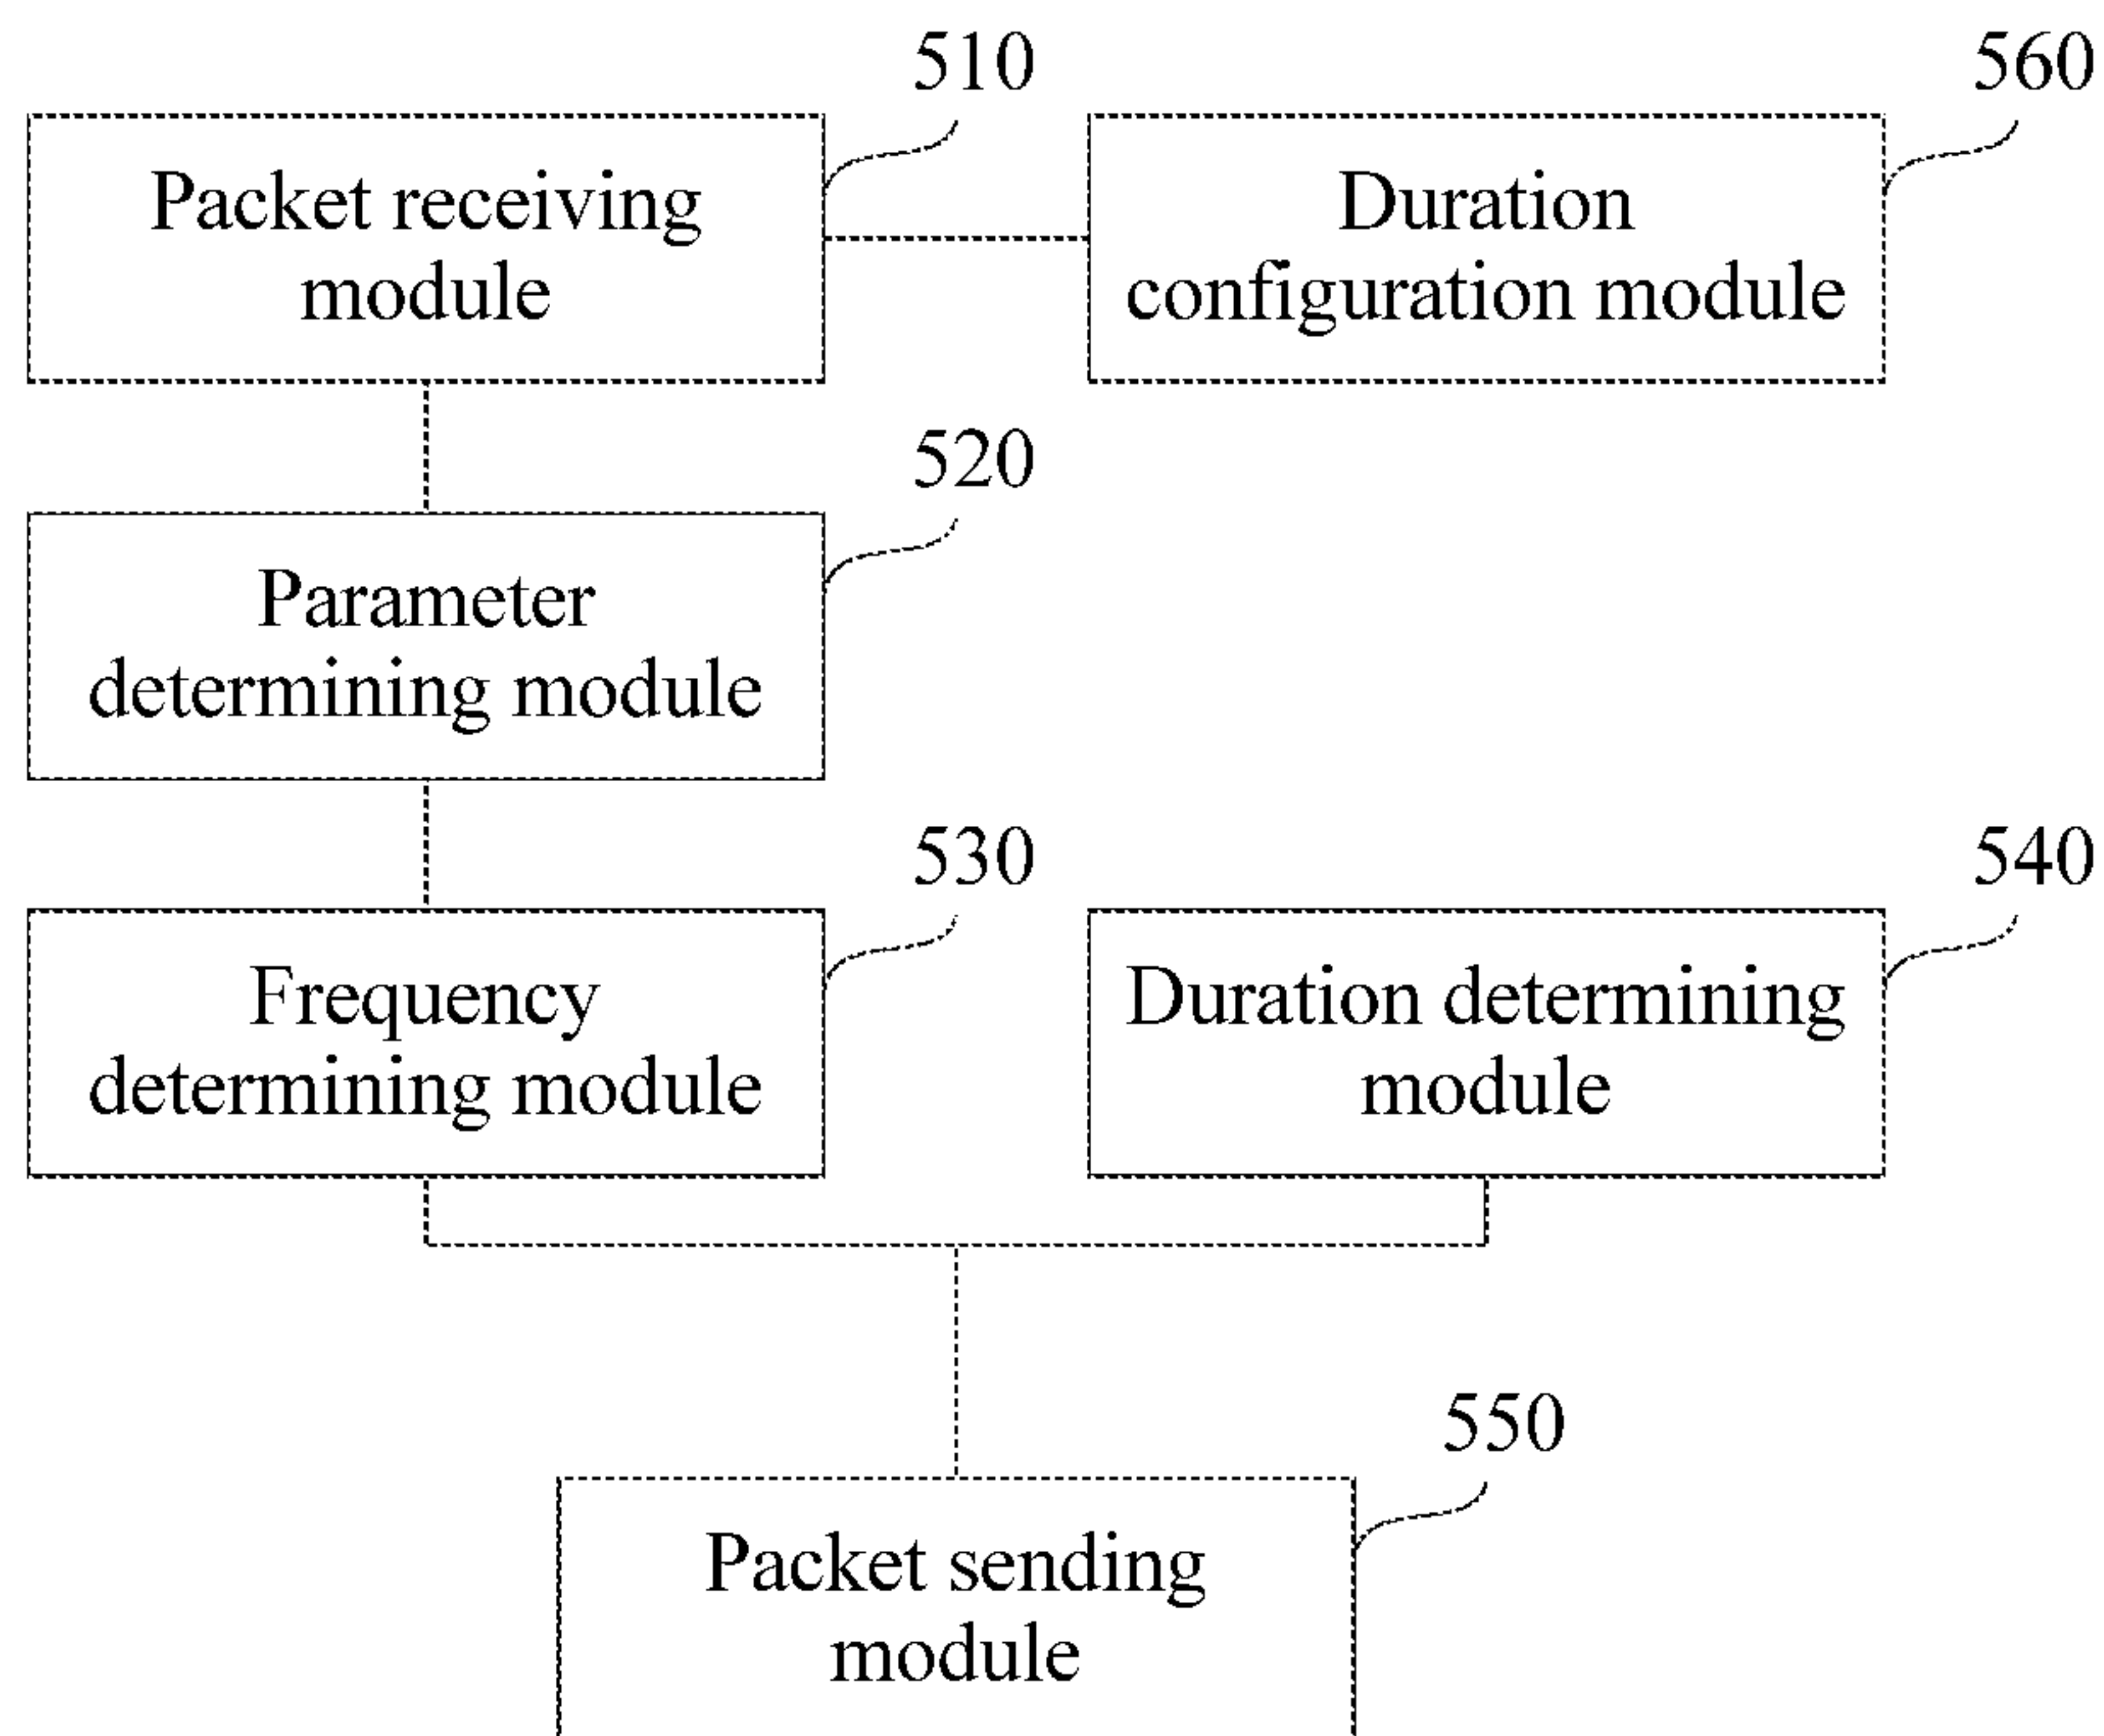 510
560
Packet receiving
module
Duration
configuration module
520
Parameter
determining module
530
540
Frequency
determining module
Duration determining
module
550
Packet sending
module